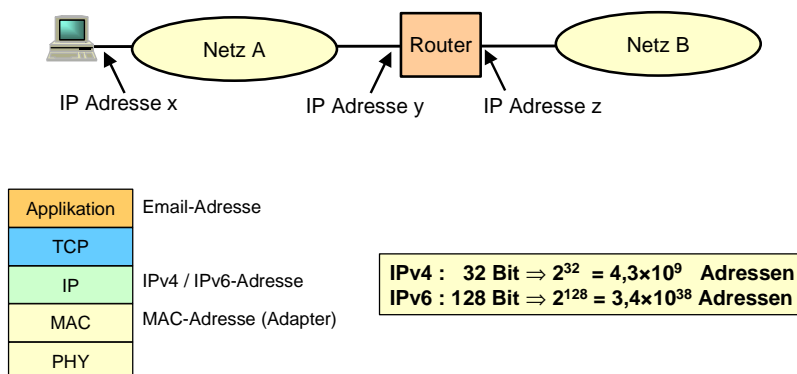 Netz A
Router
Netz B
IP Adresse x
IP Adresse y
IP Adresse z
Applikation Email-Adresse
TCP
IP IPv4 / IPv6-Adresse
MAC MAC-Adresse (Adapter)
PHY
IPv4 : 32 Bit ⇒ 2³² = 4,3×10⁹ Adressen
IPv6 : 128 Bit ⇒ 2¹²⁸ = 3,4×10³⁸ Adressen